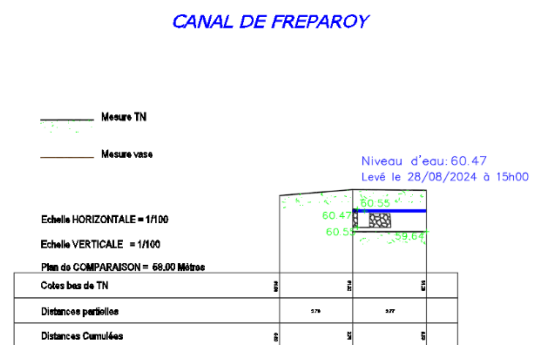 CANAL DE FREPAROY
Mesure TN
Mesure vase
Niveau d'eau: 60.47
Levé le 28/08/2024 à 15h00
60.55
60.47
59.64
Echelle HORIZONTALE = 1/100
Echelle VERTICALE = 1/100
Plan de COMPARAISON = 58.00 Mètres
Cotes bas de TN
Distances partielles
Distances Cumulées